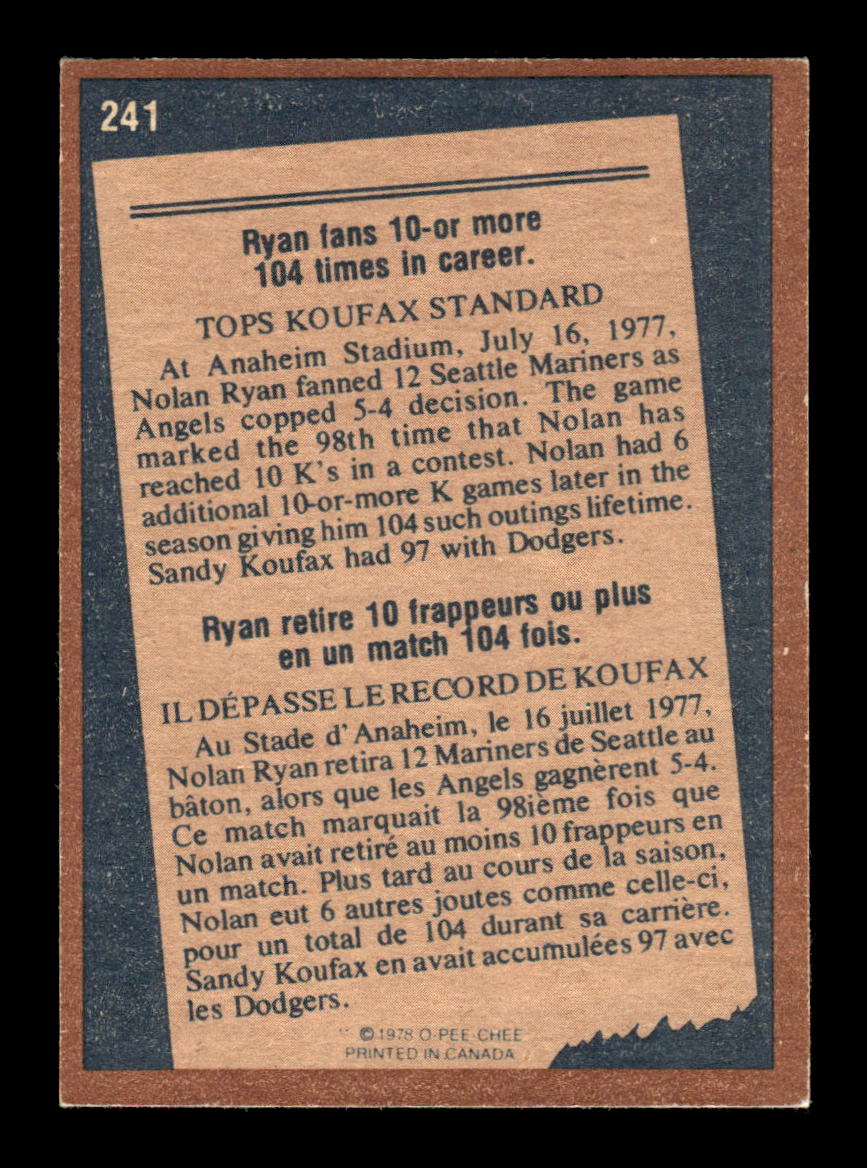 241
Ryan fans 10-or more
104 times in career.
TOPS KOUFAX STANDARD
At Anaheim Stadium, July 16, 1977,
Nolan Ryan fanned 12 Seattle Mariners as
Angels copped 5-4 decision. The game
marked the 98th time that Nolan has
reached 10 K's in a contest. Nolan had 6
additional 10-or-more K games later in the
season giving him 104 such outings lifetime.
Sandy Koufax had 97 with Dodgers.
Ryan retire 10 frappeurs ou plus
en un match 104 fois.
IL DÉPASSE LE RECORD DE KOUFAX
Au Stade d'Anaheim, le 16 juillet 1977,
Nolan Ryan retira 12 Mariners de Seattle au
bâton, alors que les Angels gagnèrent 5-4.
Ce match marquait la 98ième fois que
Nolan avait retiré au moins 10 frappeurs en
un match. Plus tard au cours de la saison,
Nolan eut 6 autres joutes comme celle-ci,
pour un total de 104 durant sa carrière.
Sandy Koufax en avait accumulées 97 avec
les Dodgers.
© 1978 O-PEE-CHEE
PRINTED IN CANADA